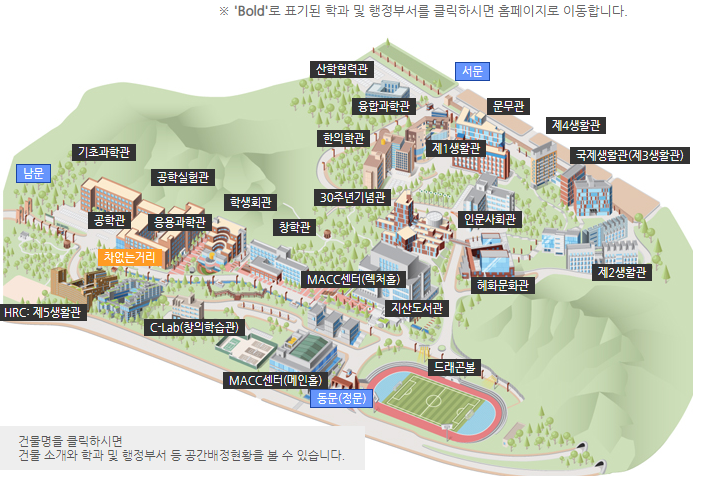 ※ 'Bold'로 표기된 학과 및 행정부서를 클릭하시면 홈페이지로 이동합니다.
산학협력관
서문
융합과학관
문무관
제4생활관
한의학관
제1생활관
국제생활관(제3생활관)
기초과학관
남문
공학실험관
학생회관
30주년기념관
공학관
응용과학관
창학관
인문사회관
차없는거리
MACC센터(렉처홀)
혜화문화관
제2생활관
HRC: 제5생활관
지산도서관
C-Lab(창의학습관)
드래곤볼
MACC센터(메인홀)
동문(정문)
건물명을 클릭하시면
건물 소개와 학과 및 행정부서 등 공간배정현황을 볼 수 있습니다.